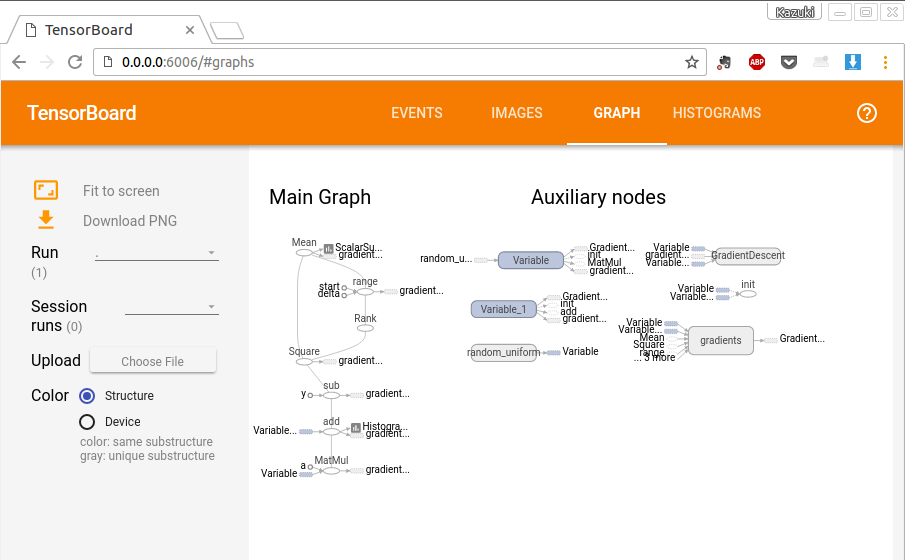 Kazuki
TensorBoard
0.0.0.0:6006/#graphs
ABP
TensorBoard
EVENTS
IMAGES
GRAPH
HISTOGRAMS
?
Fit to screen
Download PNG
Run
(1)
.
Session
runs (0)
Upload
Choose File
Color
Structure
Device
color: same substructure
gray: unique substructure
Main Graph
Mean
ScalarSu...
gradient...
range
start
delta
gradient...
Rank
Square
gradient...
sub
y
gradient...
add
Variable...
Histogra...
gradient...
MatMul
a
Variable
gradient...
Auxiliary nodes
random_u...
Variable
Gradient...
init
MatMul
gradient...
Variable_1
Gradient...
init
add
gradient...
random_uniform
Variable
Variable
gradient...
Variable...
GradientDescent
Variable
Variable...
init
Variable
Variable...
Mean
Square
range
... 3 more
gradients
Gradient...